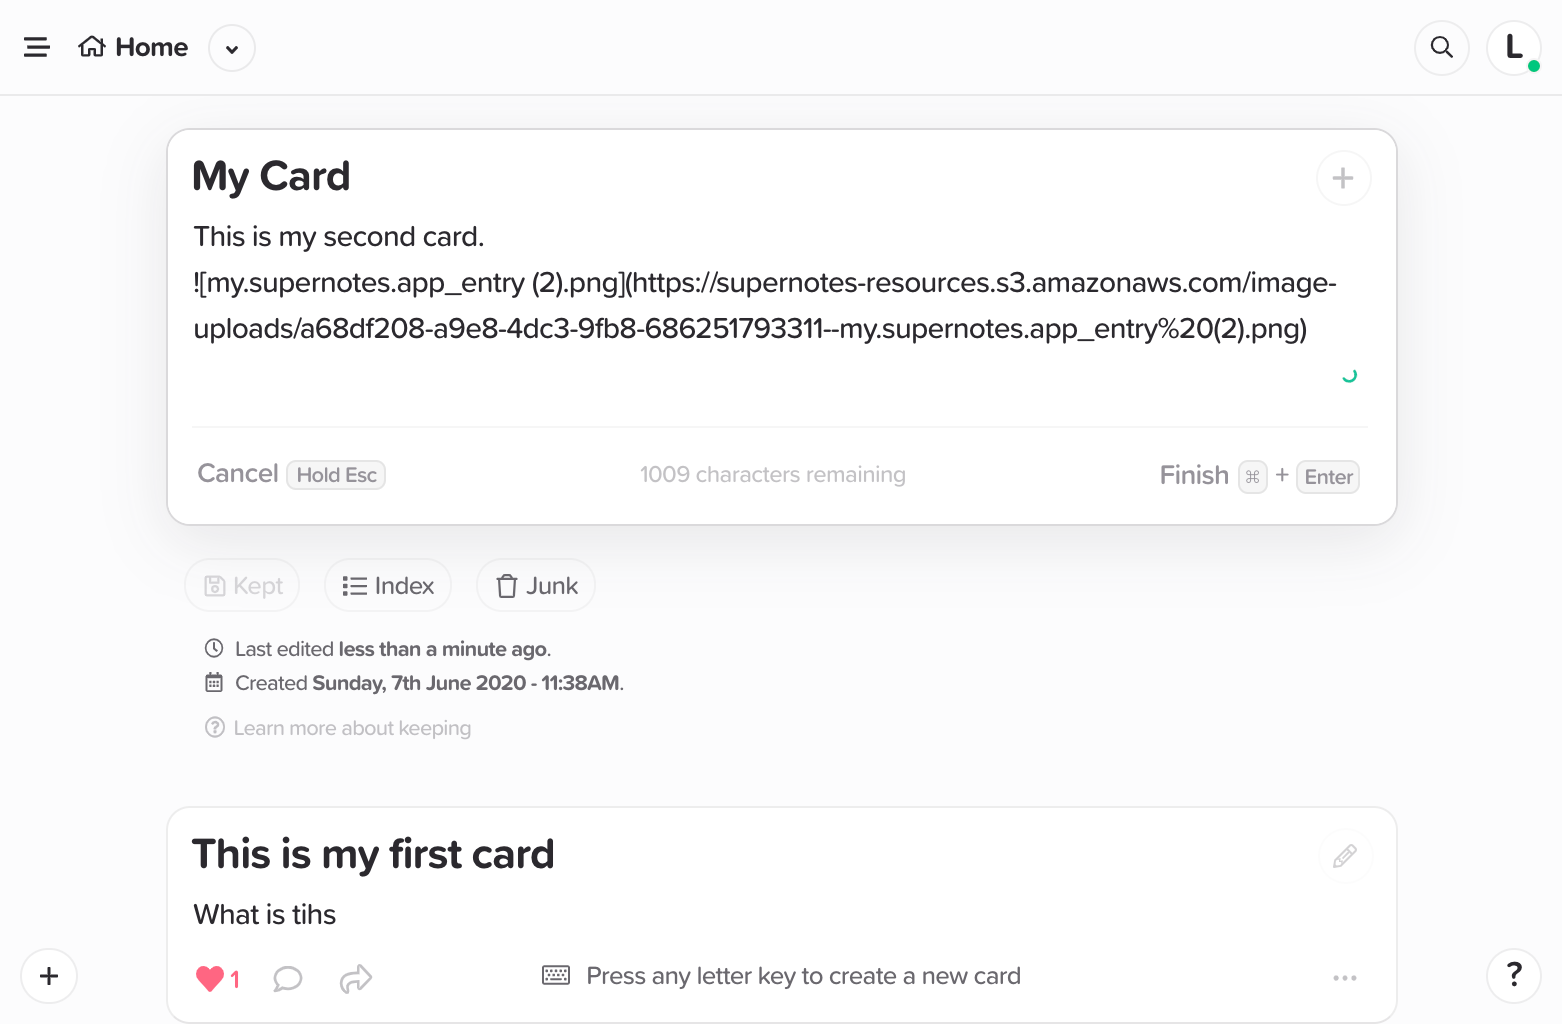 Home
L
My Card
This is my second card.
![my.supernotes.app_entry (2).png](https://supernotes-resources.s3.amazonaws.com/image-
uploads/a68df208-a9e8-4dc3-9fb8-686251793311--my.supernotes.app_entry%20(2).png)
Cancel Hold Esc 1009 characters remaining Finish ⌘ + Enter
Kept Index Junk
Last edited less than a minute ago.
Created Sunday, 7th June 2020 - 11:38AM.
Learn more about keeping
This is my first card
What is tihs
1 Press any letter key to create a new card
?